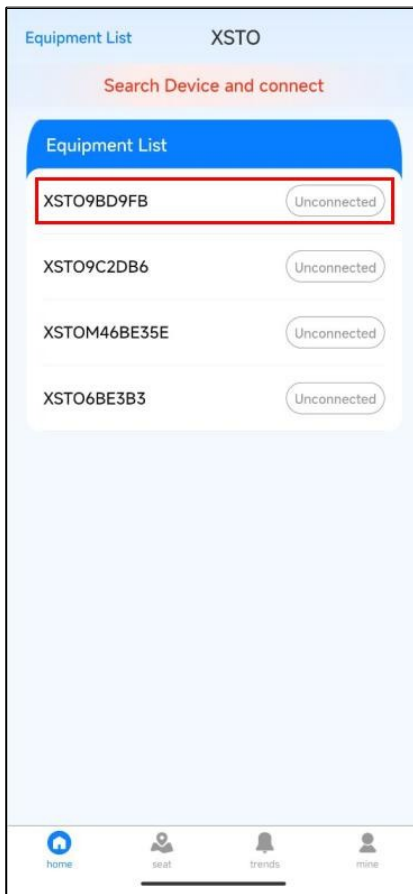 Equipment List XSTO
Search Device and connect
Equipment List
XSTO9BD9FB Unconnected
XSTO9C2DB6 Unconnected
XSTOM46BE35E Unconnected
XSTO6BE3B3 Unconnected
home seat trends mine